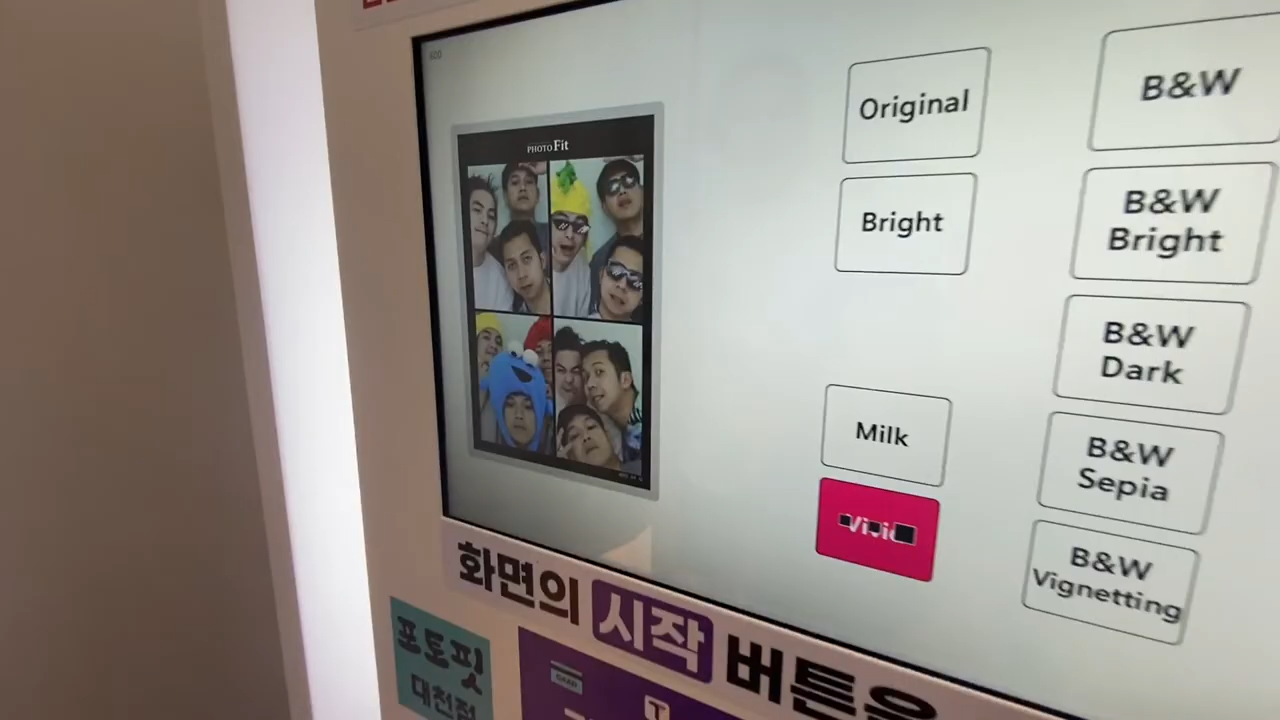 PHOTO Fit
Original
B&W
Bright
B&W
Bright
B&W
Dark
Milk
B&W
Sepia
B&W
Vignetting
화면의 시작 버튼을
포토핏
대천점